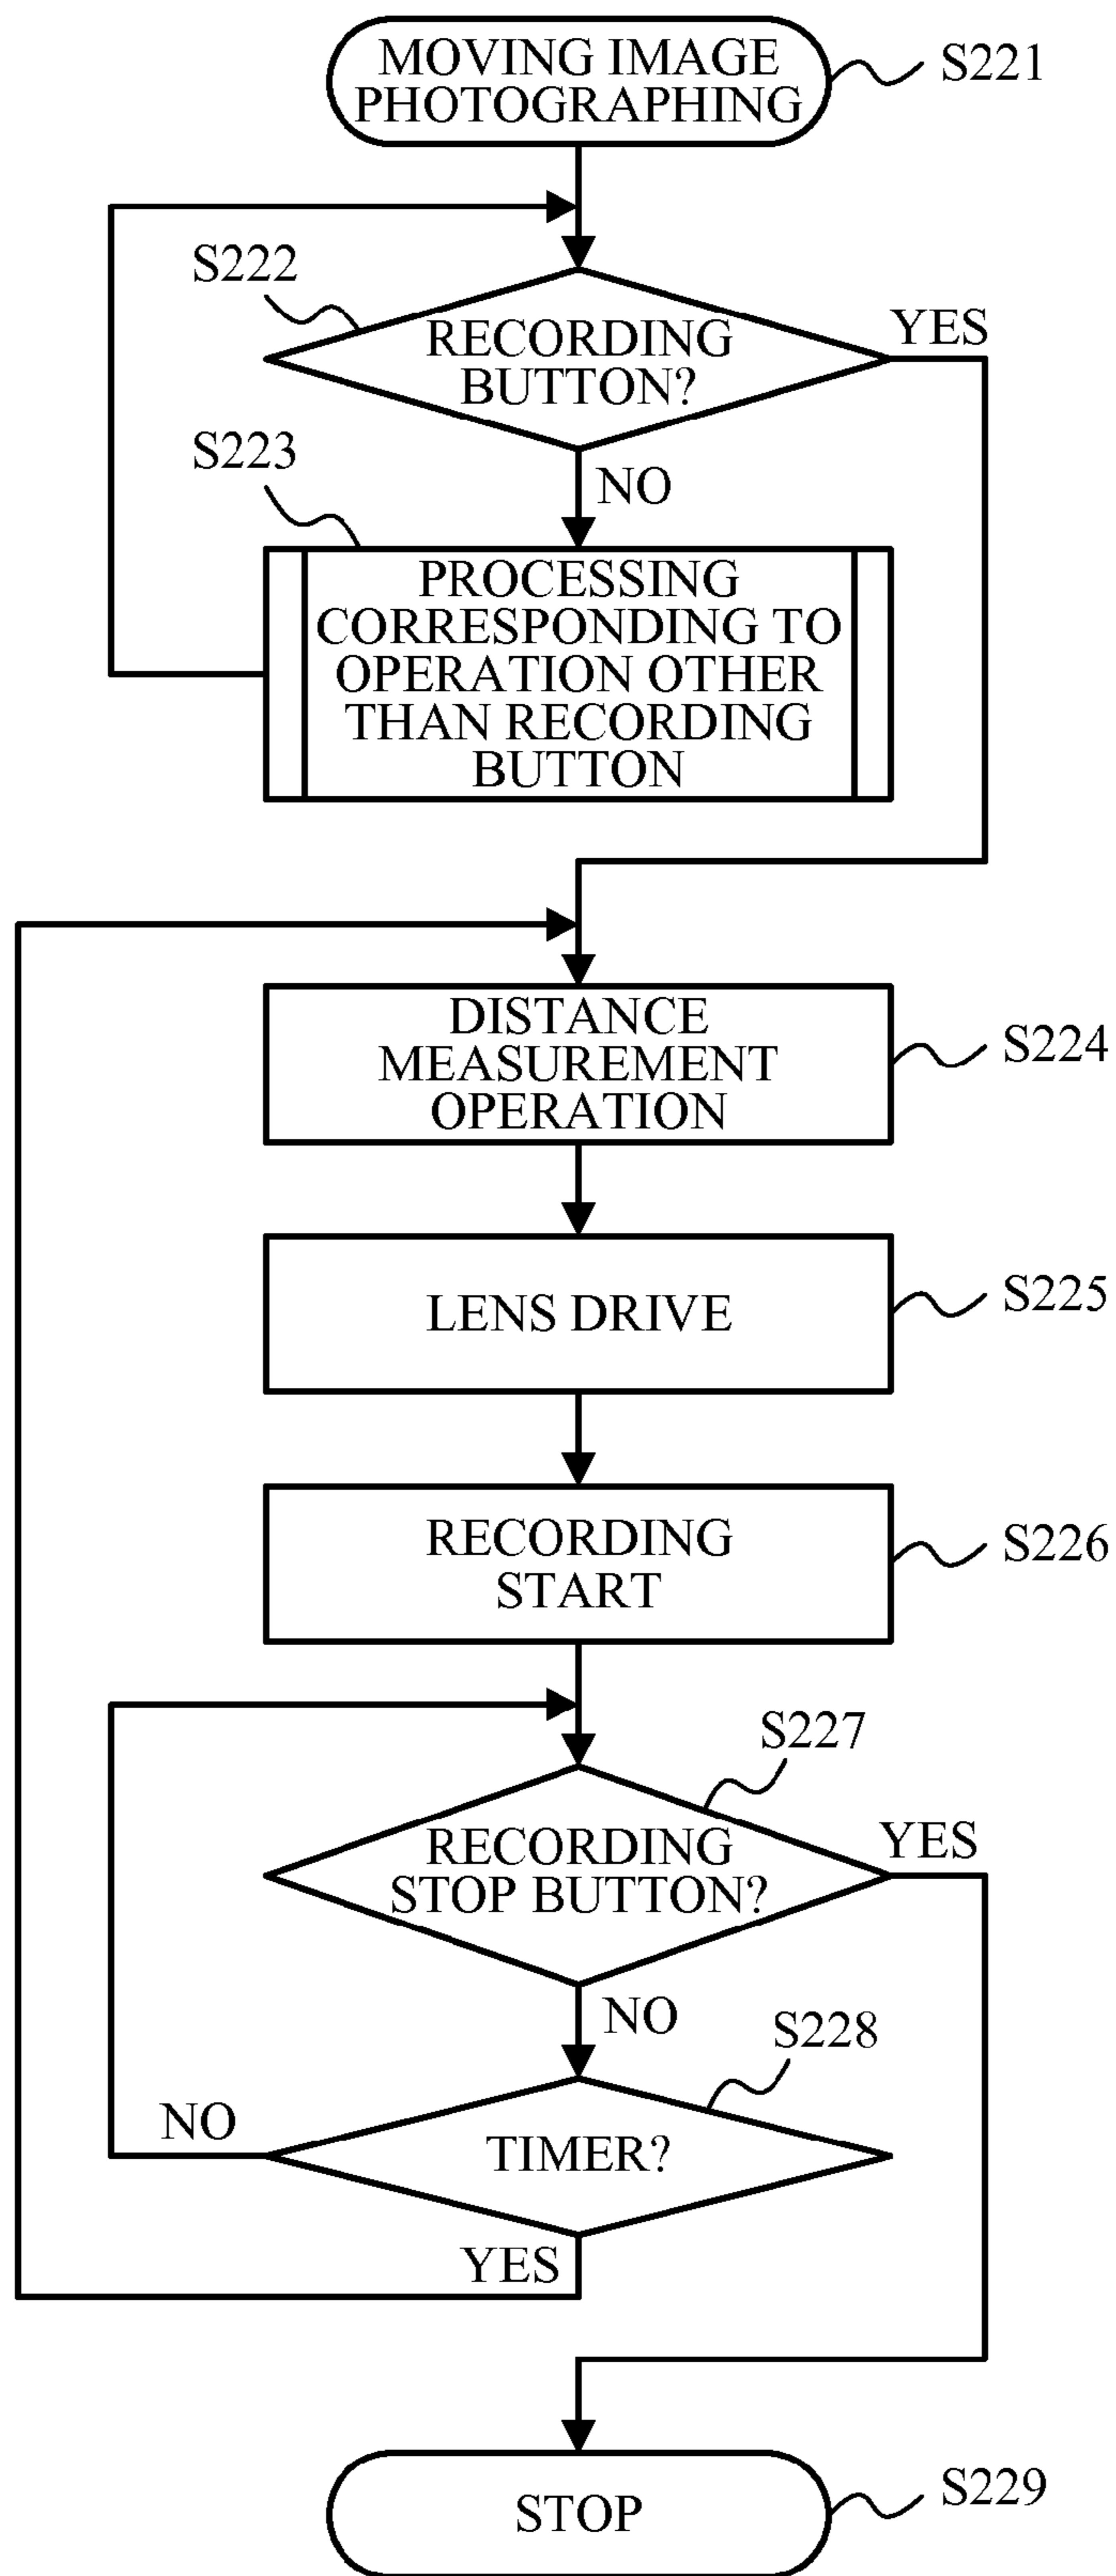 MOVING IMAGE
PHOTOGRAPHING
S221
S222
RECORDING
BUTTON?
YES
NO
S223
PROCESSING
CORRESPONDING TO
OPERATION OTHER
THAN RECORDING
BUTTON
DISTANCE
MEASUREMENT
OPERATION
S224
LENS DRIVE
S225
RECORDING
START
S226
S227
RECORDING
STOP BUTTON?
YES
NO
S228
TIMER?
NO
YES
STOP
S229